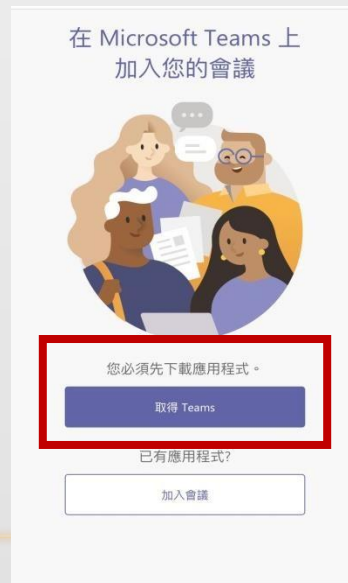 在 Microsoft Teams 上
加入您的會議
您必須先下載應用程式。
取得 Teams
已有應用程式?
加入會議